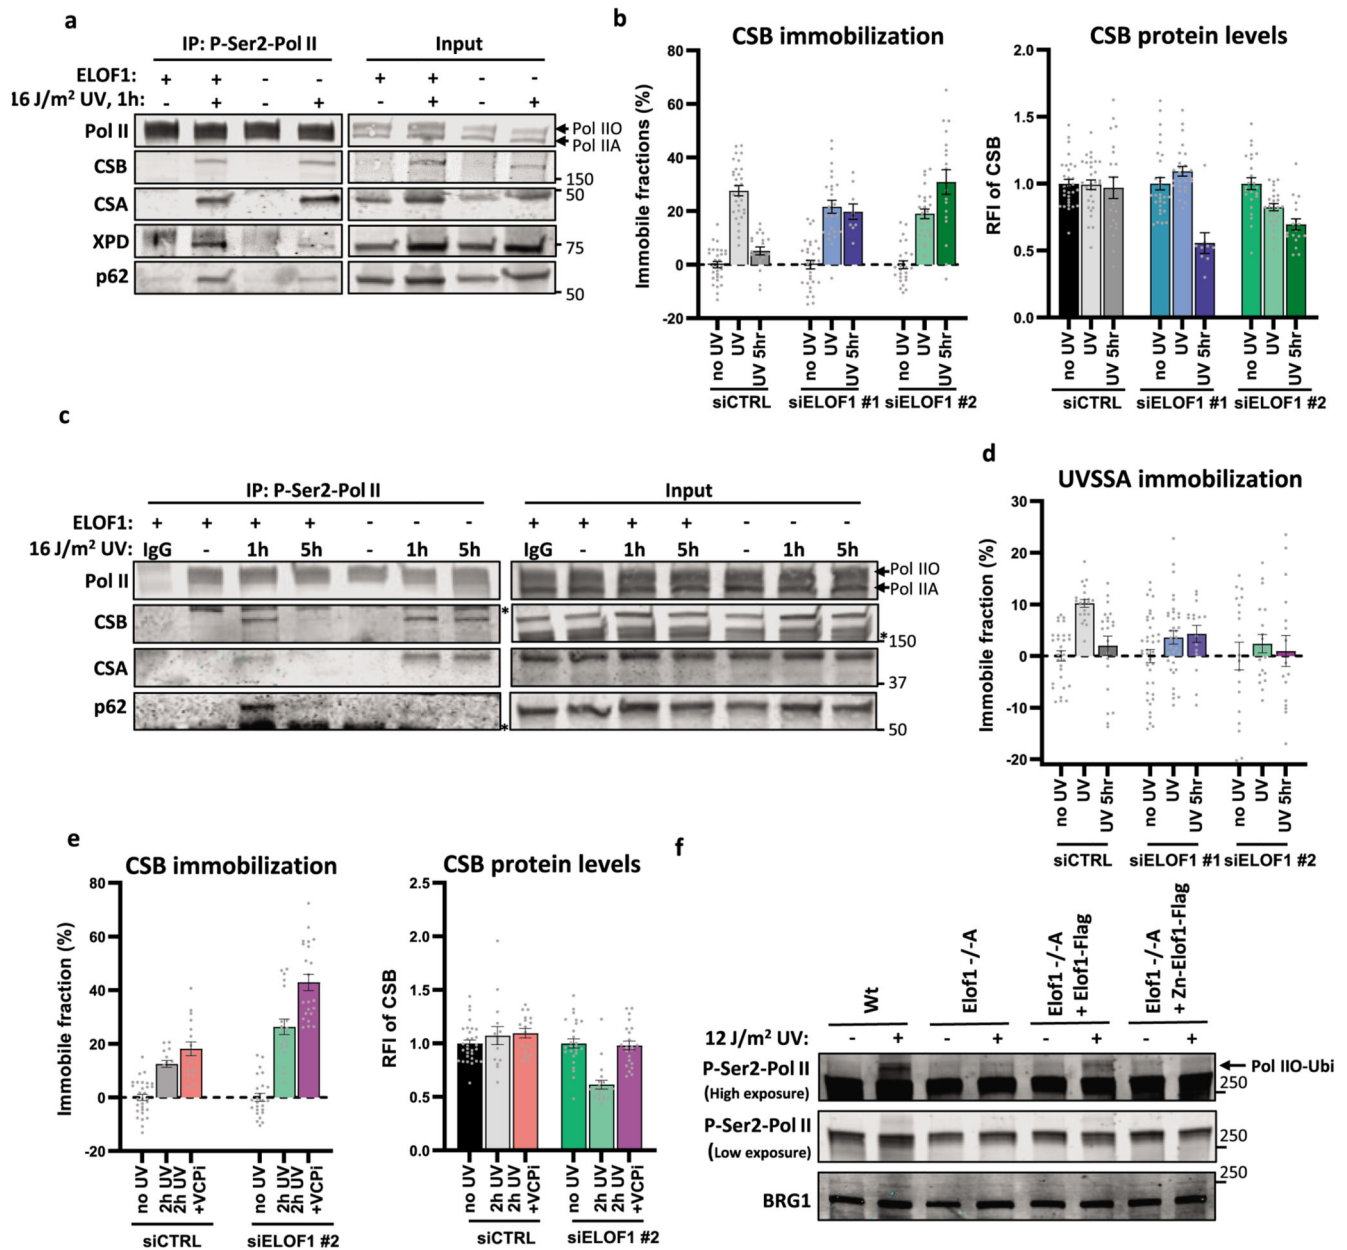 a
IP: P-Ser2-Pol II Input
ELOF1: + + - - + + - -
16 J/m² UV, 1h: - + - + - + - +
Pol II
Pol IIO
Pol IIA
CSB
150
CSA
50
XPD
75
p62
50
b
CSB immobilization
Immobile fractions (%)
80
60
40
20
0
-20
no UV UV UV 5hr no UV UV UV 5hr no UV UV UV 5hr
siCTRL siELOF1 #1 siELOF1 #2
CSB protein levels
RFI of CSB
2.0
1.5
1.0
0.5
0.0
no UV UV UV 5hr no UV UV UV 5hr no UV UV UV 5hr
siCTRL siELOF1 #1 siELOF1 #2
c
IP: P-Ser2-Pol II Input
ELOF1: + + + + - - - + + + + - - -
16 J/m² UV: IgG - 1h 5h - 1h 5h IgG - 1h 5h - 1h 5h
Pol II
Pol IIO
Pol IIA
CSB
*
*
150
CSA
37
p62
*
50
d
UVSSA immobilization
Immobile fraction (%)
30
20
10
0
-10
-20
no UV UV UV 5hr no UV UV UV 5hr no UV UV UV 5hr
siCTRL siELOF1 #1 siELOF1 #2
e
CSB immobilization
Immobile fraction (%)
80
60
40
20
0
-20
no UV 2h UV 2h UV +VCPi no UV 2h UV 2h UV +VCPi
siCTRL siELOF1 #2
CSB protein levels
RFI of CSB
2.5
2.0
1.5
1.0
0.5
0.0
no UV 2h UV 2h UV +VCPi no UV 2h UV 2h UV +VCPi
siCTRL siELOF1 #2
f
Wt
Elof1 -/-A
Elof1 -/-A
+ Elof1-Flag
Elof1 -/-A
+ Zn-Elof1-Flag
12 J/m² UV: - + - + - + - +
P-Ser2-Pol II
(High exposure)
Pol IIO-Ubi
250
P-Ser2-Pol II
(Low exposure)
250
250
BRG1